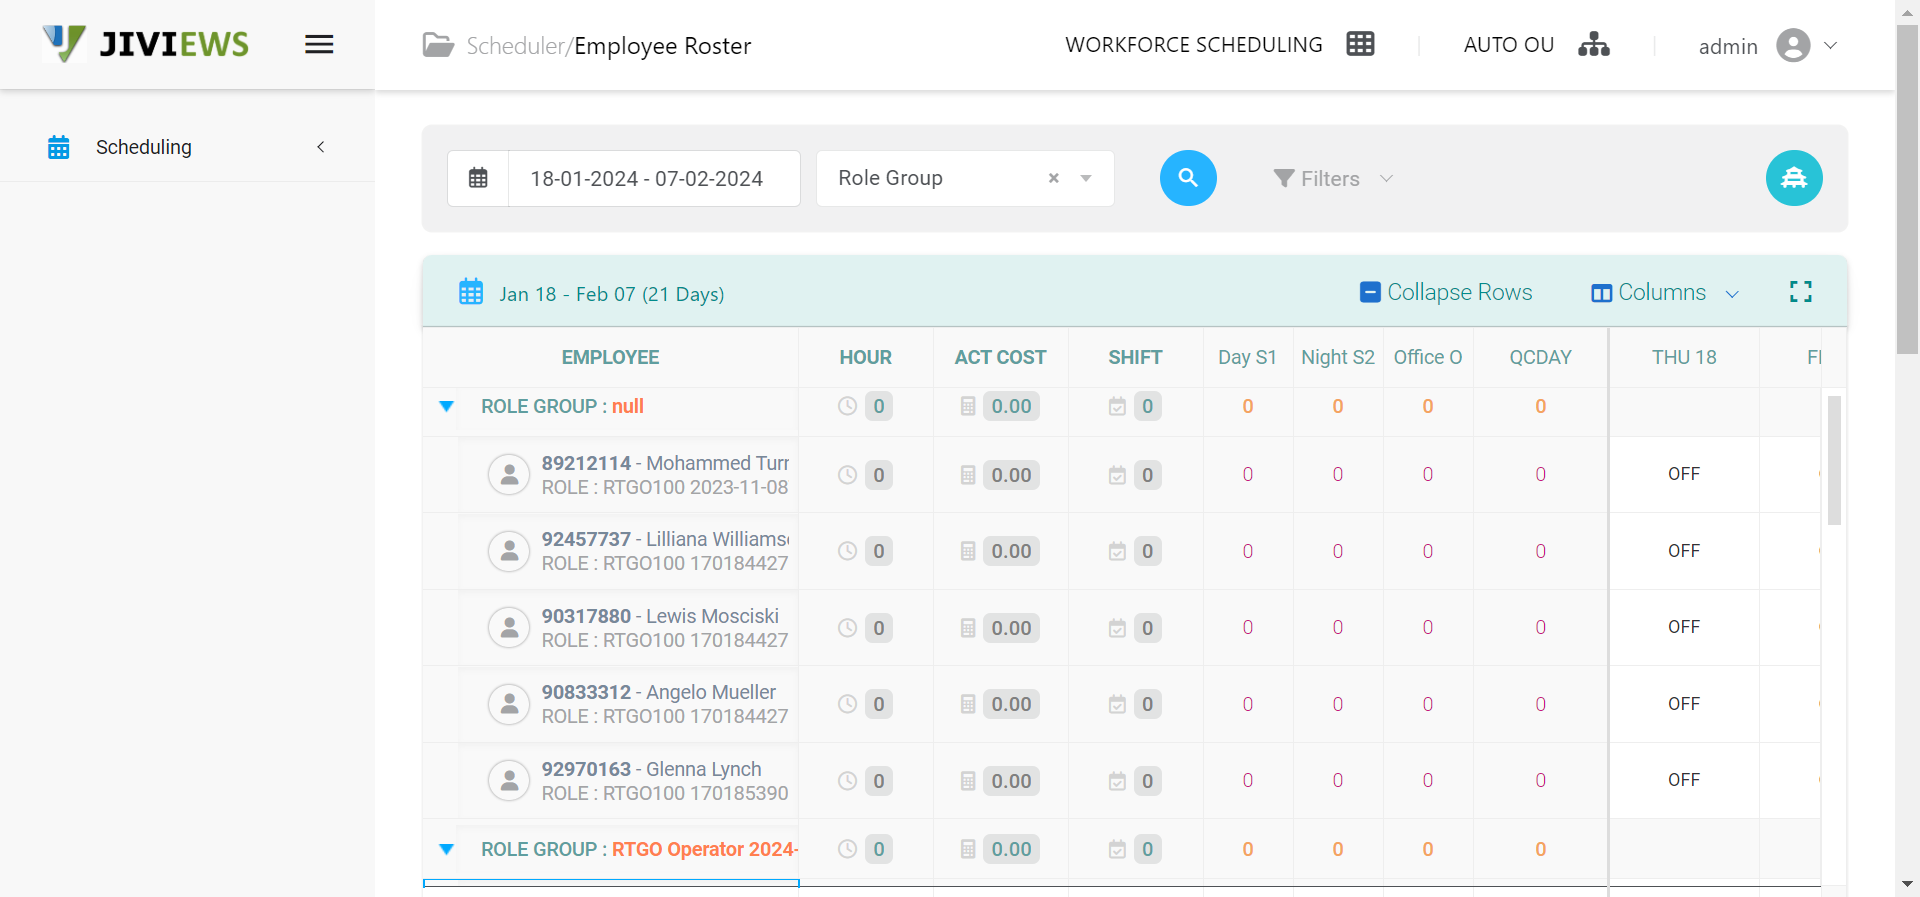 JIVIEWS
Scheduler/Employee Roster
WORKFORCE SCHEDULING
AUTO OU
admin
Scheduling
18-01-2024 - 07-02-2024
Role Group
Filters
Jan 18 - Feb 07 (21 Days)
Collapse Rows
Columns
EMPLOYEE HOUR ACT COST SHIFT Day S1 Night S2 Office O QCDAY THU 18
ROLE GROUP : null 0 0.00 0 0 0 0 0
89212114 - Mohammed Turr 0 0.00 0 0 0 0 0 OFF
ROLE : RTGO100 2023-11-08
92457737 - Lilliana Williams 0 0.00 0 0 0 0 0 OFF
ROLE : RTGO100 170184427
90317880 - Lewis Mosciski 0 0.00 0 0 0 0 0 OFF
ROLE : RTGO100 170184427
90833312 - Angelo Mueller 0 0.00 0 0 0 0 0 OFF
ROLE : RTGO100 170184427
92970163 - Glenna Lynch 0 0.00 0 0 0 0 0 OFF
ROLE : RTGO100 170185390
ROLE GROUP : RTGO Operator 2024- 0 0.00 0 0 0 0 0